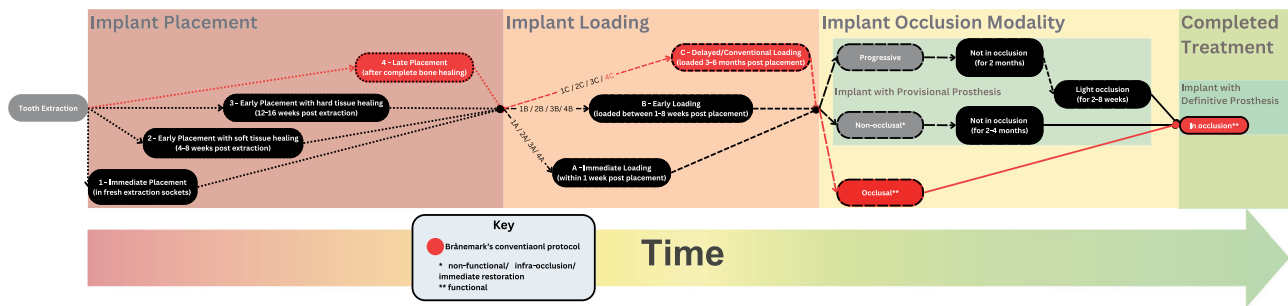 Implant Placement
Implant Loading
Implant Occlusion Modality
Completed
Treatment
Tooth Extraction
4 - Late Placement
(after complete bone healing)
3 - Early Placement with hard tissue healing
(12-16 weeks post extraction)
2 - Early Placement with soft tissue healing
(4-8 weeks post extraction)
1 - Immediate Placement
(in fresh extraction sockets)
1C / 2C / 3C / 4C
1B / 2B / 3B/ 4B
1A / 2A/ 3A/ 4A
C - Delayed/Conventional Loading
(loaded 3-6 months post placement)
B - Early Loading
(loaded between 1-8 weeks post placement)
A - Immediate Loading
(within 1 week post placement)
Progressive
Not in occlusion
(for 2 months)
Implant with Provisional Prosthesis
Light occlusion
(for 2-8 weeks)
Non-occlusal*
Not in occlusion
(for 2-4 months)
Occlusal**
Implant with
Definitive Prosthesis
In occlusion**
Key
Brånemark's conventiaonl protocol
* non-functional/ infra-occlusion/
immediate restoration
** functional
Time